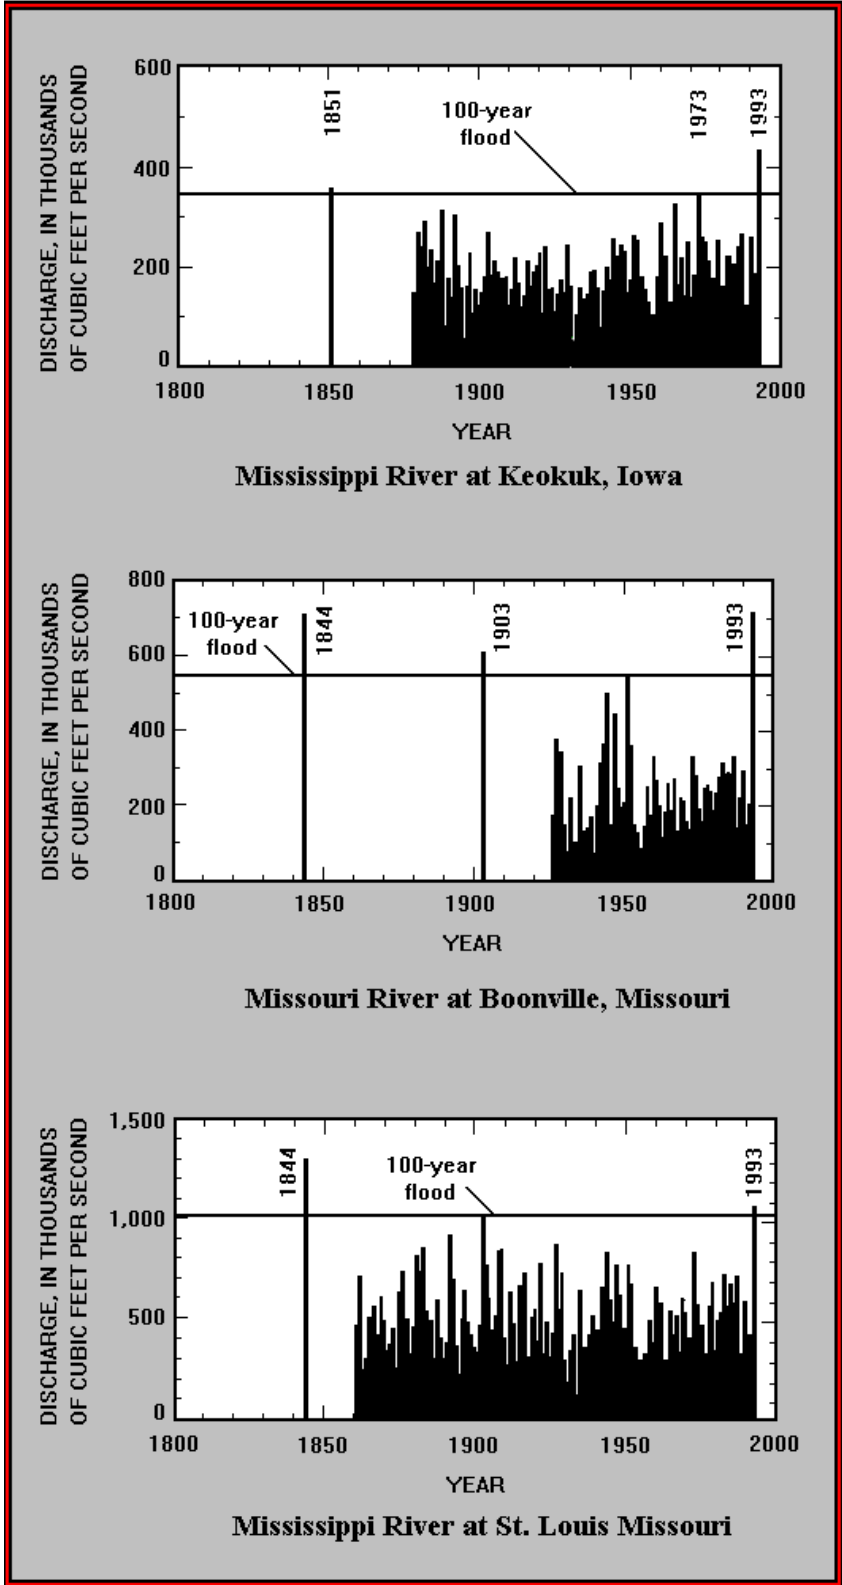 DISCHARGE, IN THOUSANDS
OF CUBIC FEET PER SECOND
600
400
200
0
1851
100-year
flood
1973
1993
1800
1850
1900
1950
2000
YEAR
Mississippi River at Keokuk, Iowa
DISCHARGE, IN THOUSANDS
OF CUBIC FEET PER SECOND
800
600
400
200
0
100-year
flood
1844
1903
1993
1800
1850
1900
1950
2000
YEAR
Missouri River at Boonville, Missouri
DISCHARGE, IN THOUSANDS
OF CUBIC FEET PER SECOND
1,500
1,000
500
0
1844
100-year
flood
1993
1800
1850
1900
1950
2000
YEAR
Mississippi River at St. Louis Missouri